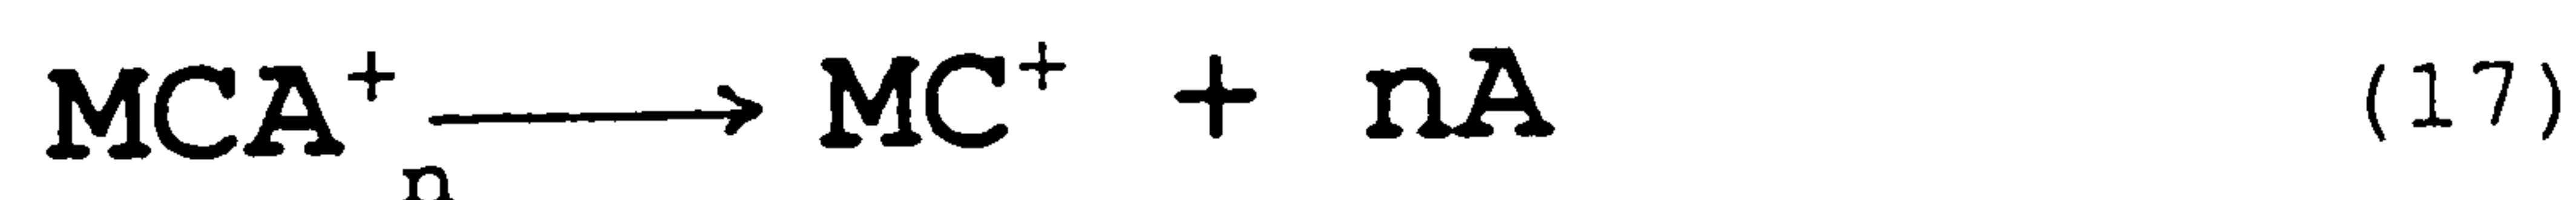 MCA⁺ₙ ⟶ MC⁺ + nA (17)